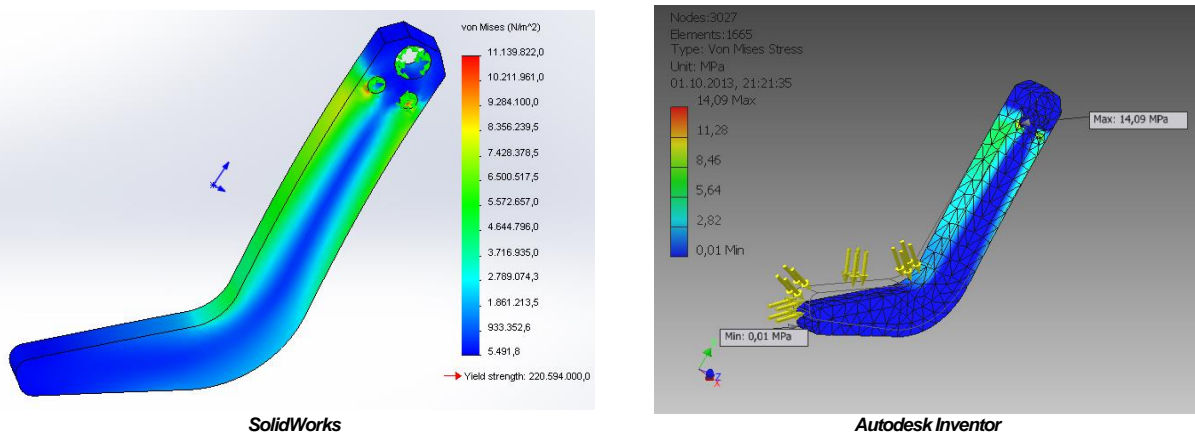 von Mises (N/m^2)
11.139.822,0
10.211.961,0
9.284.100,0
8.356.239,5
7.428.378,5
6.500.517,5
5.572.657,0
4.644.796,0
3.716.935,0
2.789.074,3
1.861.213,5
933.352,6
5.491,8
Yield strength: 220.594.000,0
SolidWorks
Nodes:3027
Elements:1665
Type: Von Mises Stress
Unit: MPa
01.10.2013, 21:21:35
14,09 Max
11,28
8,46
5,64
2,82
0,01 Min
Max: 14,09 MPa
Min: 0,01 MPa
Z
X
Autodesk Inventor